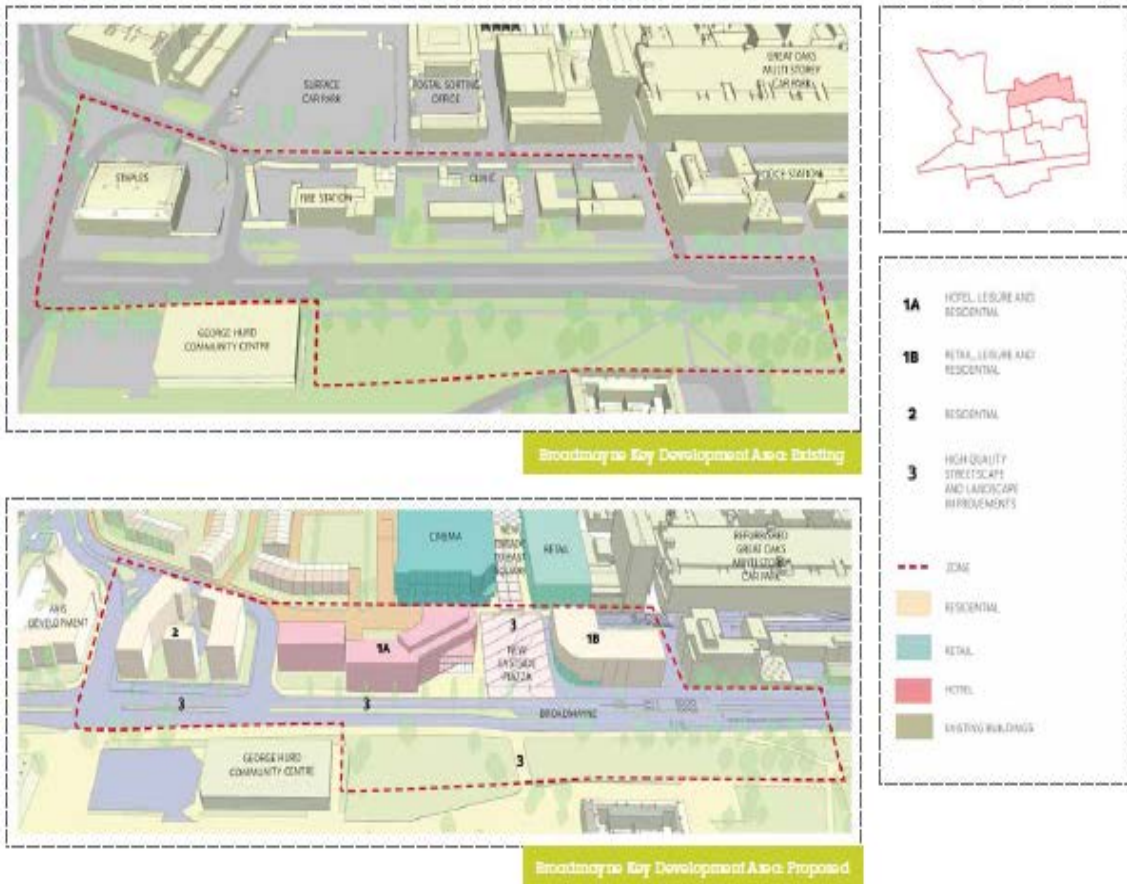 SURFACE
CAR PARK
POSTAL SORTING
OFFICE
GREAT OAKS
MULTI STOREY
CAR PARK
STAPLES
FIRE STATION
CLINIC
POLICE STATION
GEORGE HURD
COMMUNITY CENTRE
Broadmayne Key Development Area: Existing
1A
HOTEL, LEISURE AND
RESIDENTIAL
1B
RETAIL, LEISURE AND
RESIDENTIAL
2
RESIDENTIAL
3
HIGH QUALITY
STREETSCAPE
AND LANDSCAPE
IMPROVEMENTS
ZONE
RESIDENTIAL
RETAIL
HOTEL
EXISTING BUILDINGS
CINEMA
NEW
SQUARE
RETAIL
REFURBISHED
GREAT OAKS
MULTI STOREY
CAR PARK
DEVELOPMENT
2
1A
3
NEW
EASTSIDE
PIAZZA
1B
3
3
BROADMAYNE
GEORGE HURD
COMMUNITY CENTRE
3
Broadmayne Key Development Area: Proposed